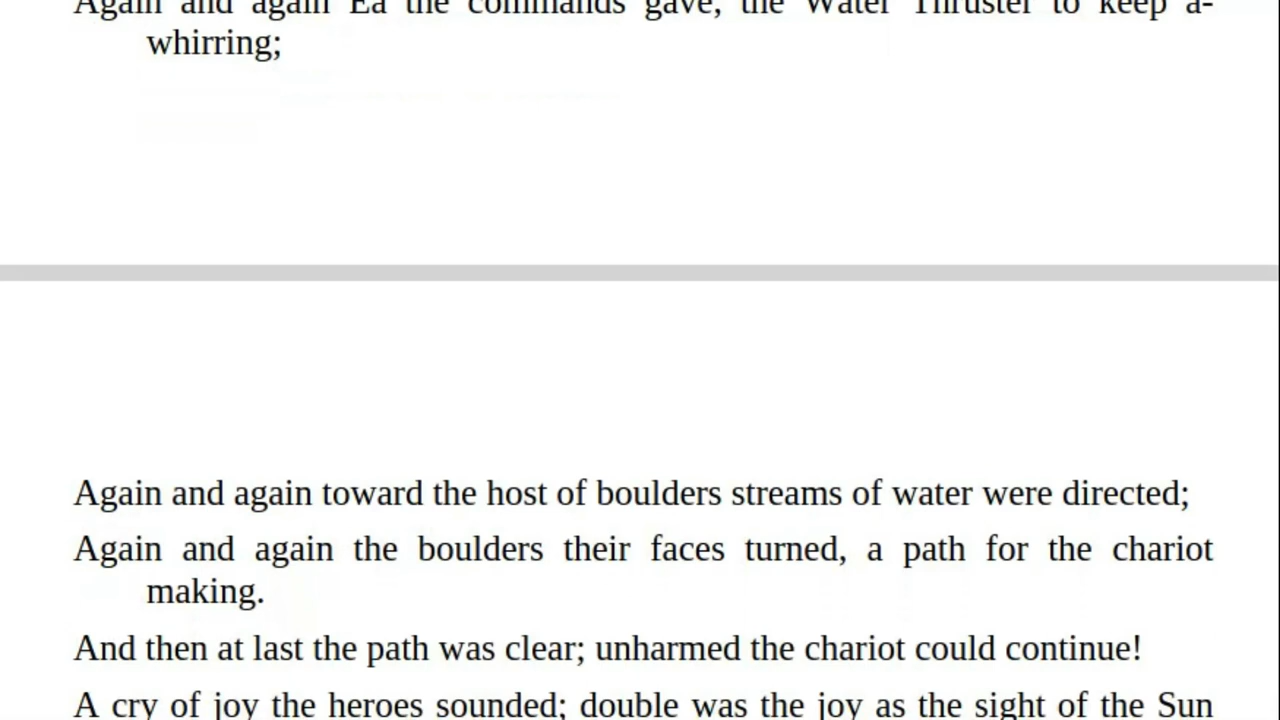 Again and again Ea the commands gave, the Water Thruster to keep a-
whirring;
Again and again toward the host of boulders streams of water were directed;
Again and again the boulders their faces turned, a path for the chariot
making.
And then at last the path was clear; unharmed the chariot could continue!
A cry of joy the heroes sounded; double was the joy as the sight of the Sun